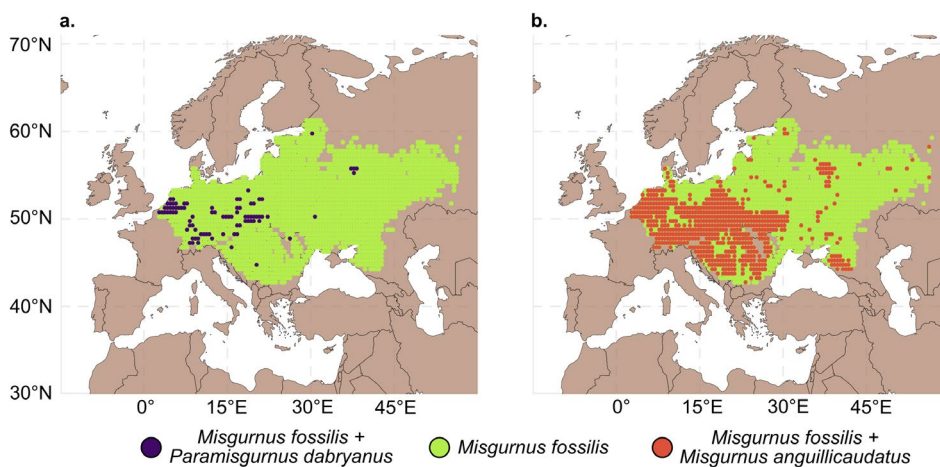 a.
b.
70°N
60°N
50°N
40°N
30°N
0° 15°E 30°E 45°E
0° 15°E 30°E 45°E
Misgurnus fossilis +
Paramisgurnus dabryanus
Misgurnus fossilis
Misgurnus fossilis +
Misgurnus anguillicaudatus